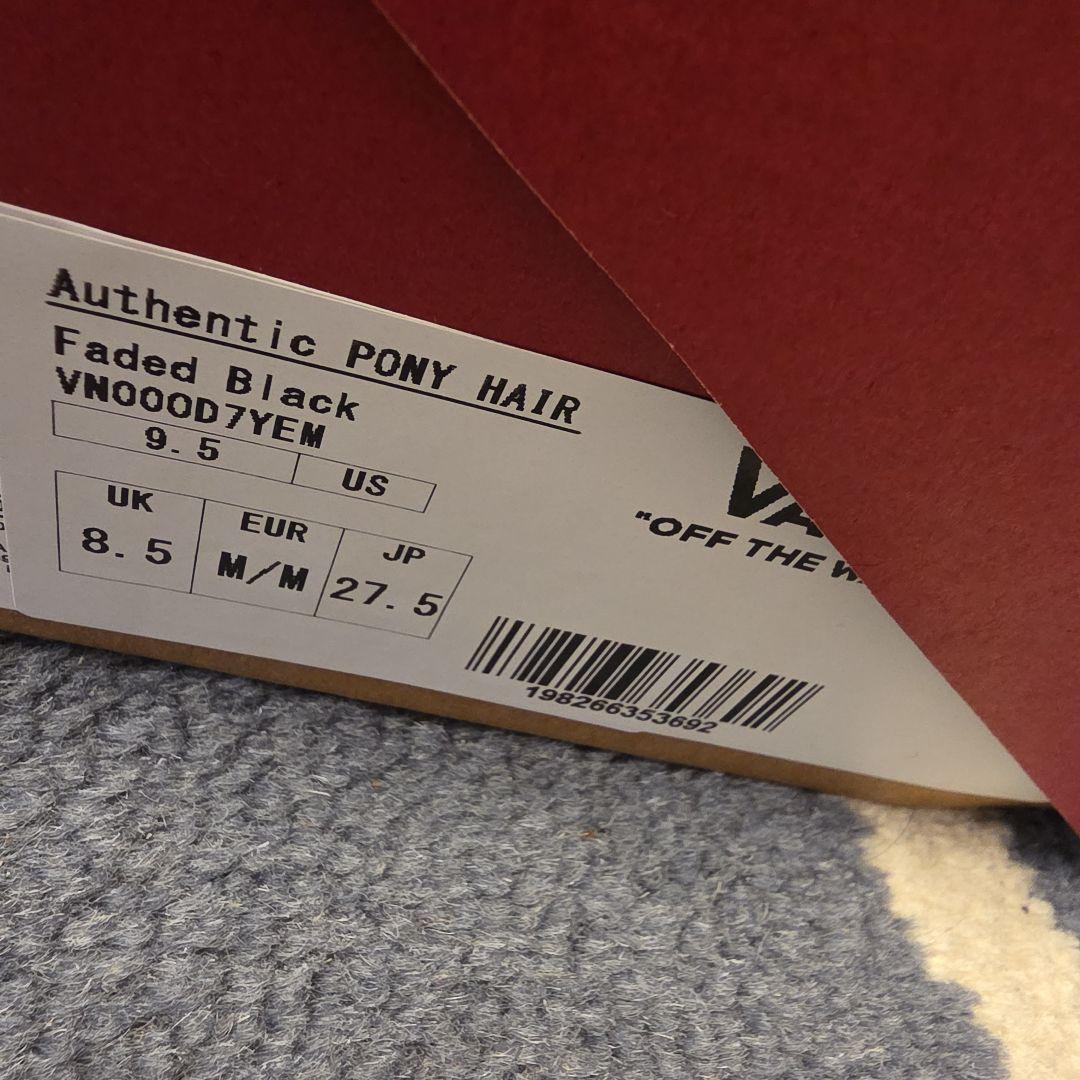 Authentic PONY HAIR
Faded Black
VN000D7YEM
9.5 US
UK EUR JP
8.5 M/M 27.5
"OFF THE
198266353692